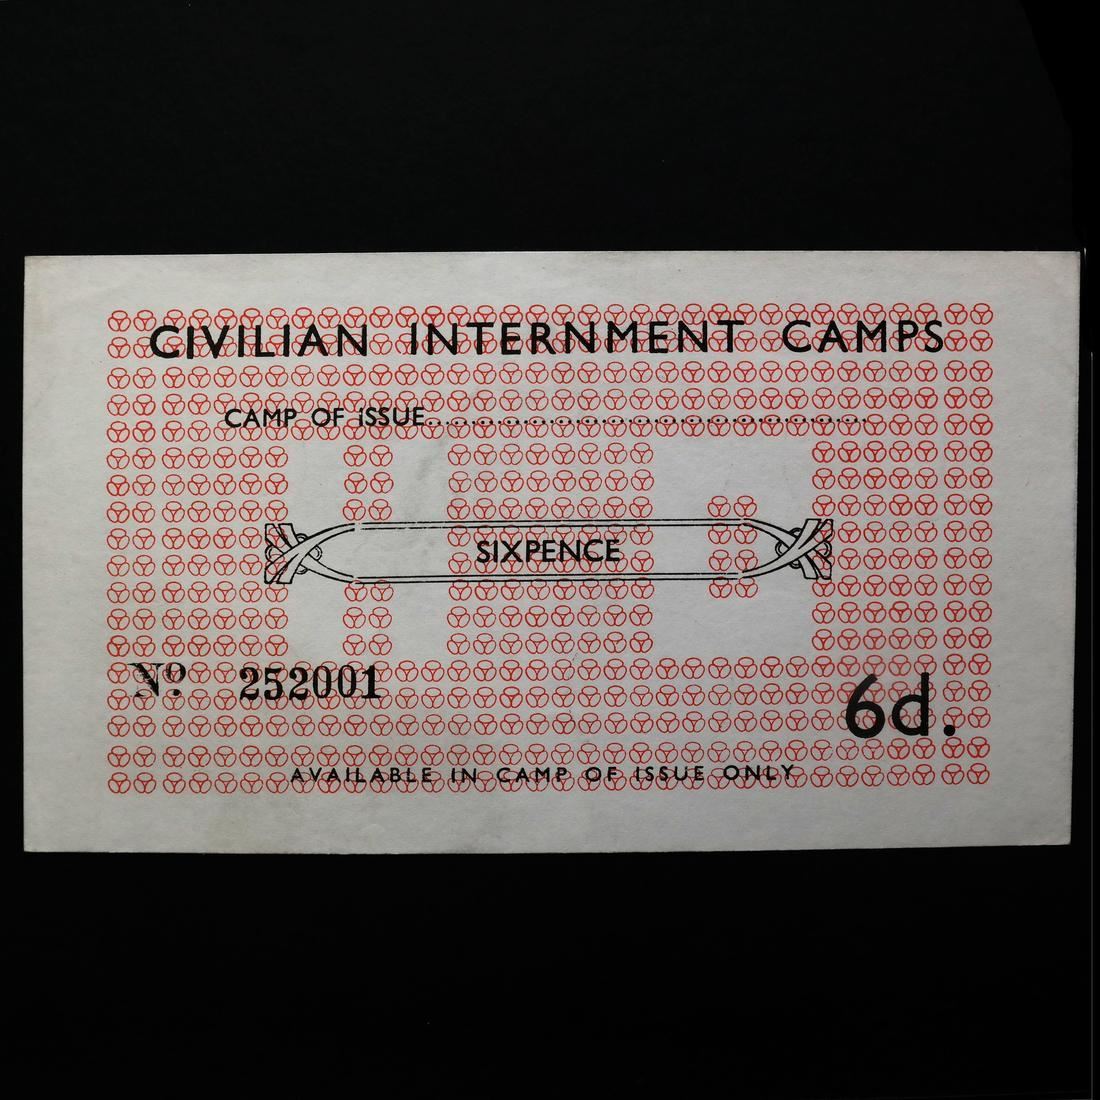 CIVILIAN INTERNMENT CAMPS
CAMP OF ISSUE..................................................
SIXPENCE
Nº 252001
6d.
AVAILABLE IN CAMP OF ISSUE ONLY